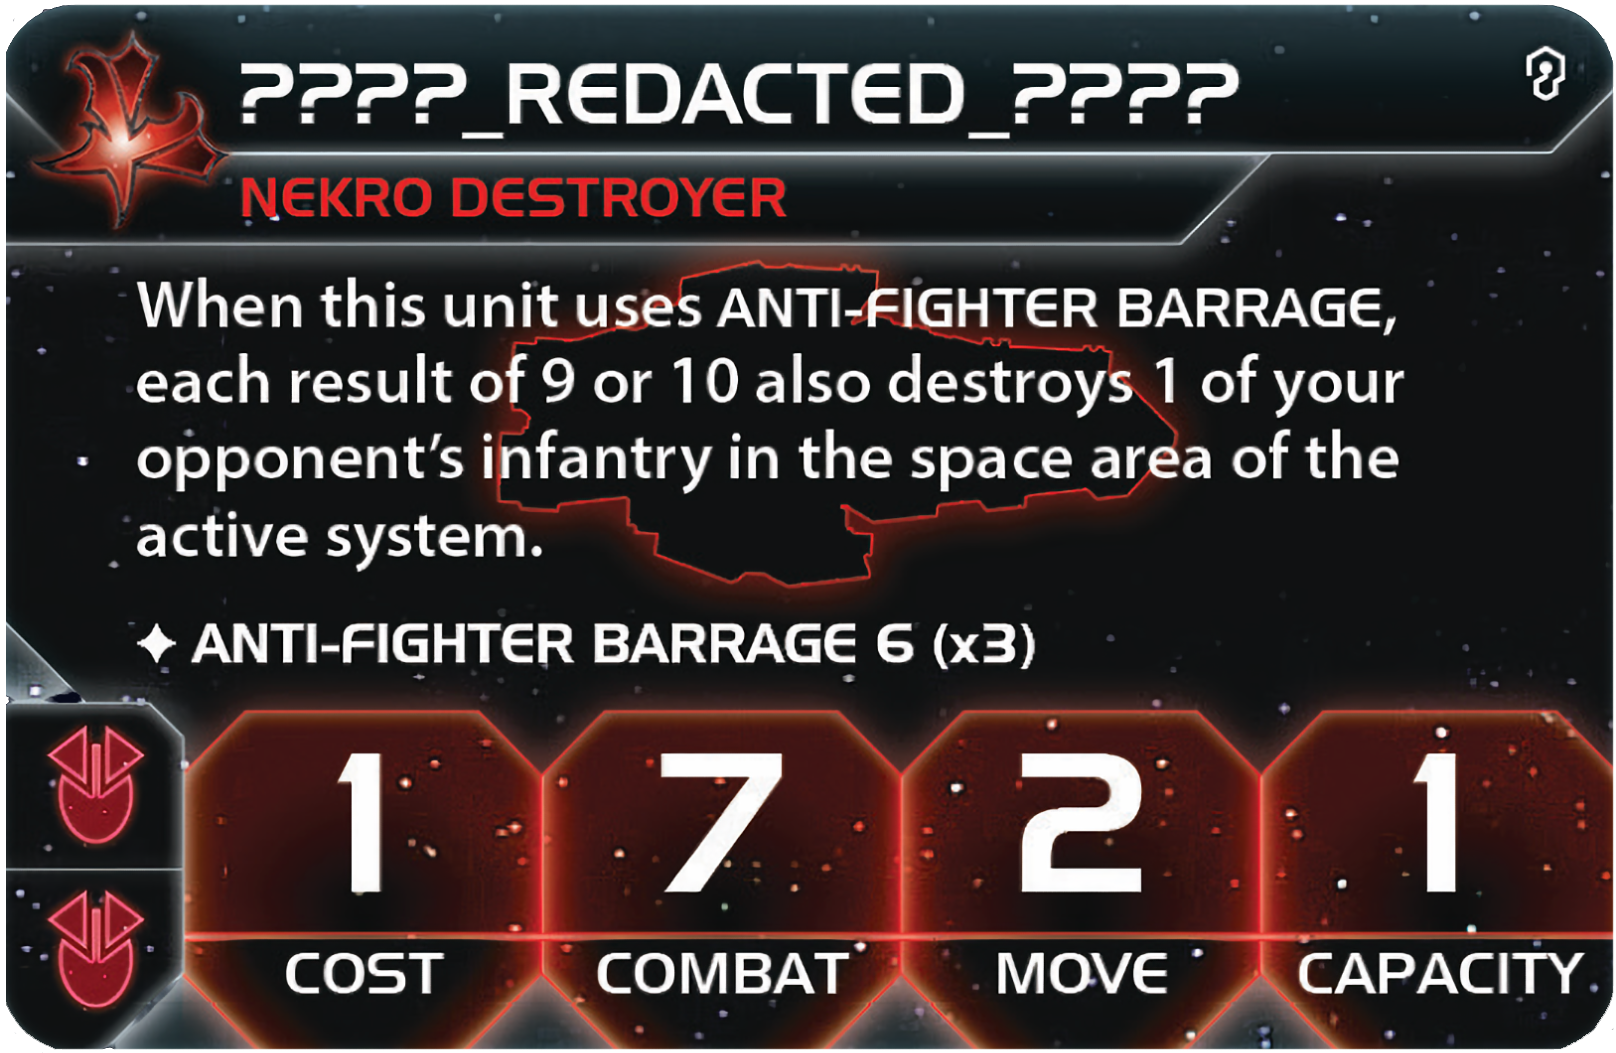 ????_REDACTED_????
NEKRO DESTROYER
When this unit uses ANTI-FIGHTER BARRAGE,
each result of 9 or 10 also destroys 1 of your
opponent’s infantry in the space area of the
active system.
✦ ANTI-FIGHTER BARRAGE 6 (x3)
1 7 2 1
COST COMBAT MOVE CAPACITY